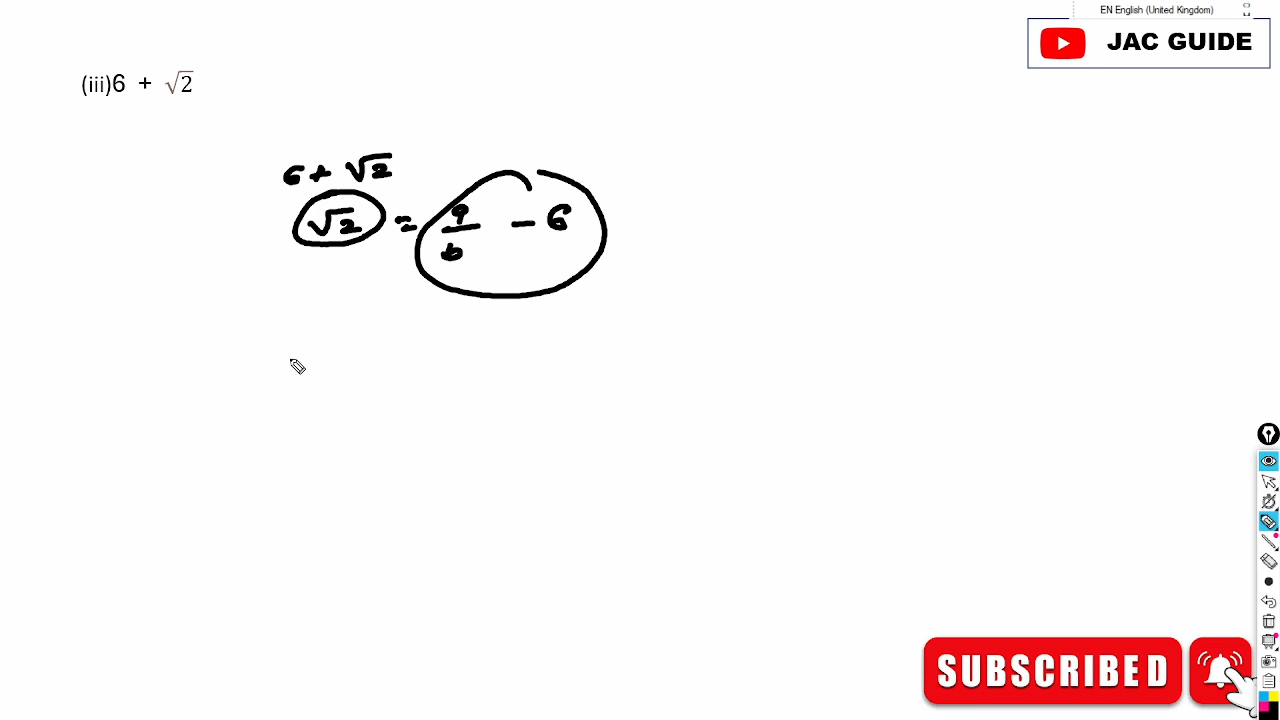 EN English (United Kingdom)
JAC GUIDE
(iii)6 + √2
6 + √2
√2 = a/b - 6
SUBSCRIBED